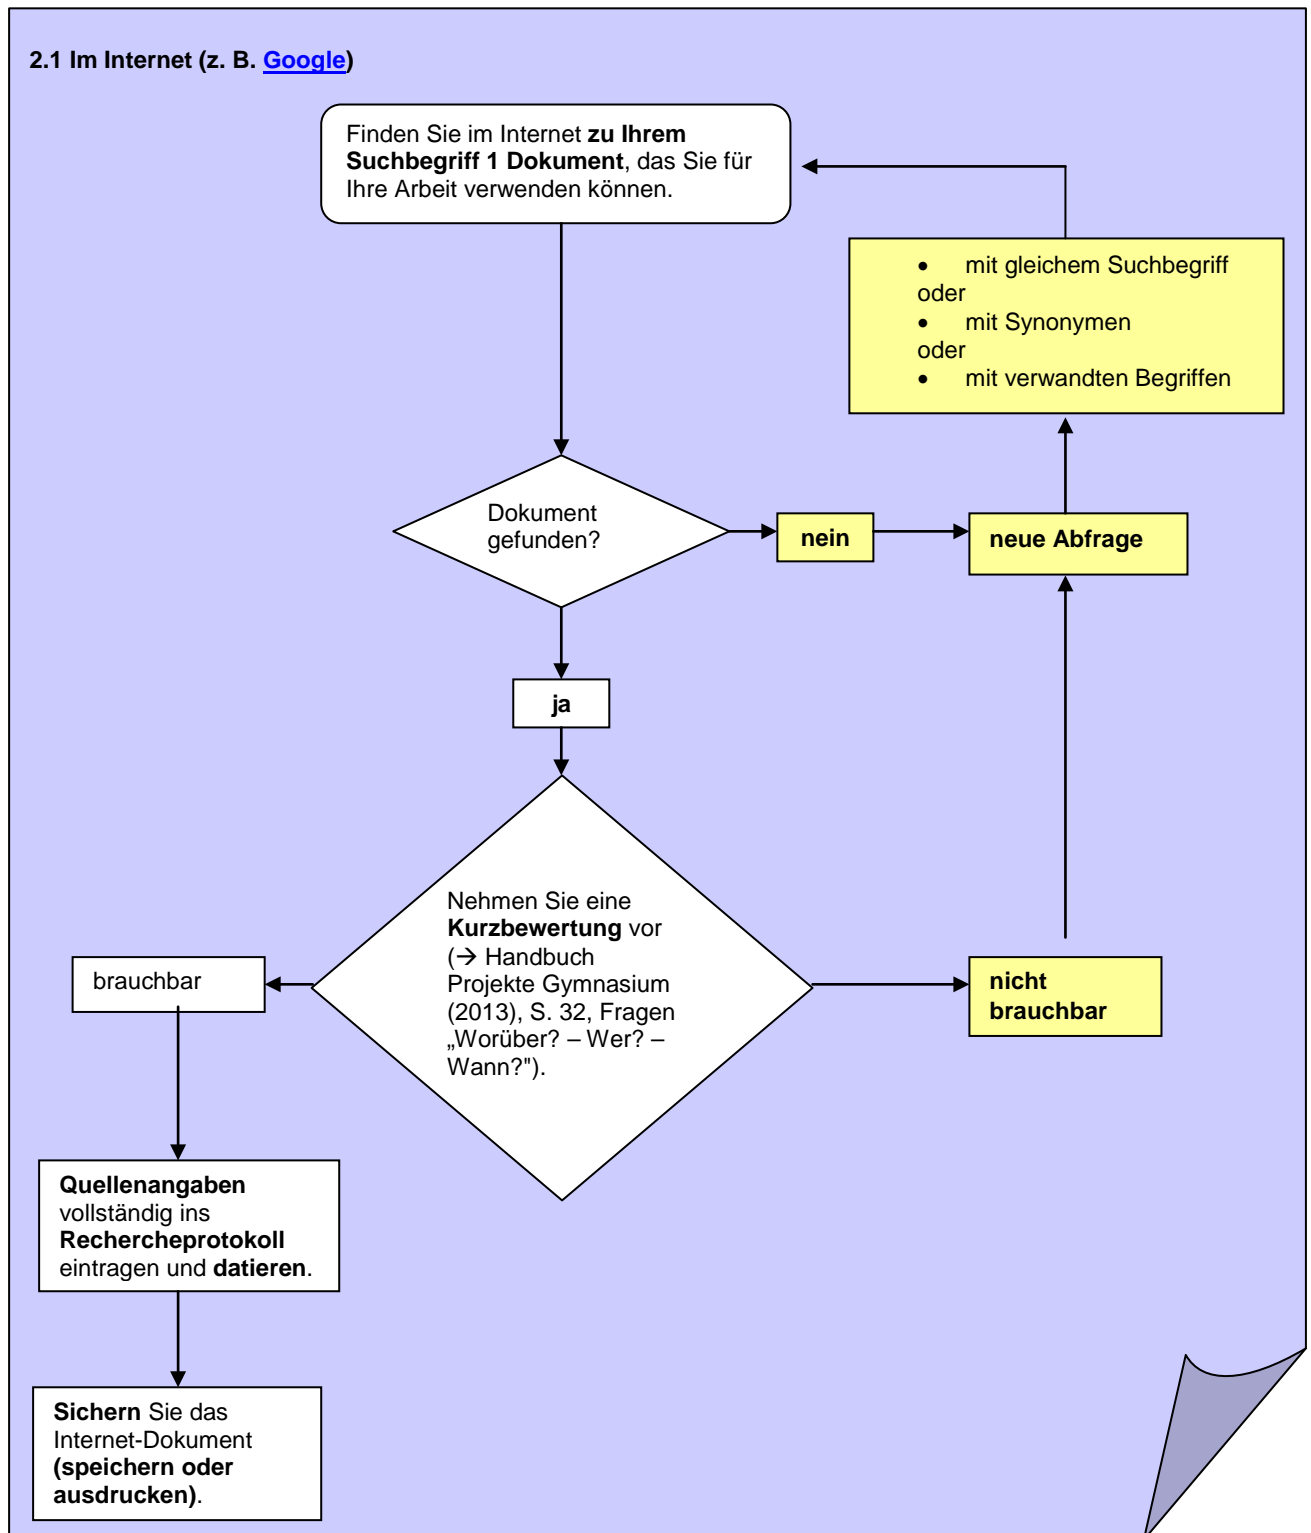 2.1 Im Internet (z. B. Google)
Finden Sie im Internet zu Ihrem
Suchbegriff 1 Dokument, das Sie für
Ihre Arbeit verwenden können.
• mit gleichem Suchbegriff
oder
• mit Synonymen
oder
• mit verwandten Begriffen
Dokument
gefunden?
nein
neue Abfrage
ja
Nehmen Sie eine
Kurzbewertung vor
(→ Handbuch
Projekte Gymnasium
(2013), S. 32, Fragen
„Worüber? – Wer? –
Wann?").
brauchbar
nicht
brauchbar
Quellenangaben
vollständig ins
Rechercheprotokoll
eintragen und datieren.
Sichern Sie das
Internet-Dokument
(speichern oder
ausdrucken).